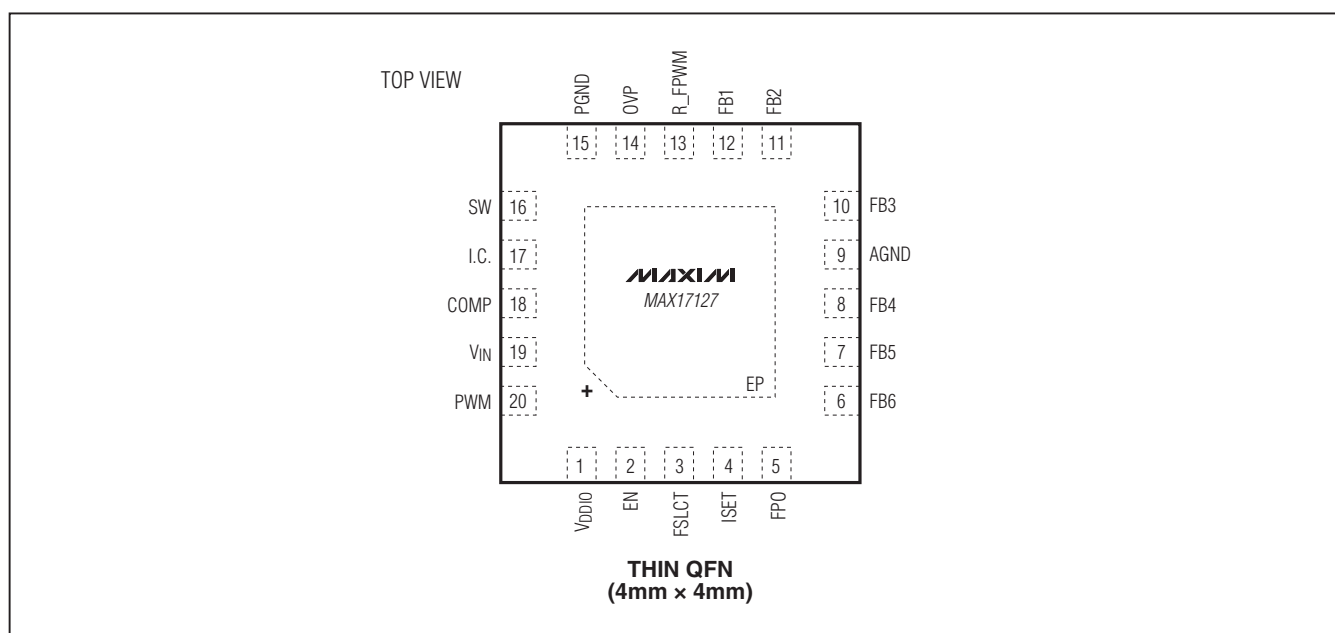 TOP VIEW
PGND
OVP
R_FPWM
FB1
FB2
15
14
13
12
11
SW 16
10 FB3
I.C. 17
9 AGND
COMP 18
8 FB4
VIN 19
7 FB5
PWM 20
6 FB6
MAXIM
MAX17127
EP
+
1
2
3
4
5
VDDIO
EN
FSLCT
ISET
FPO
THIN QFN
(4mm × 4mm)